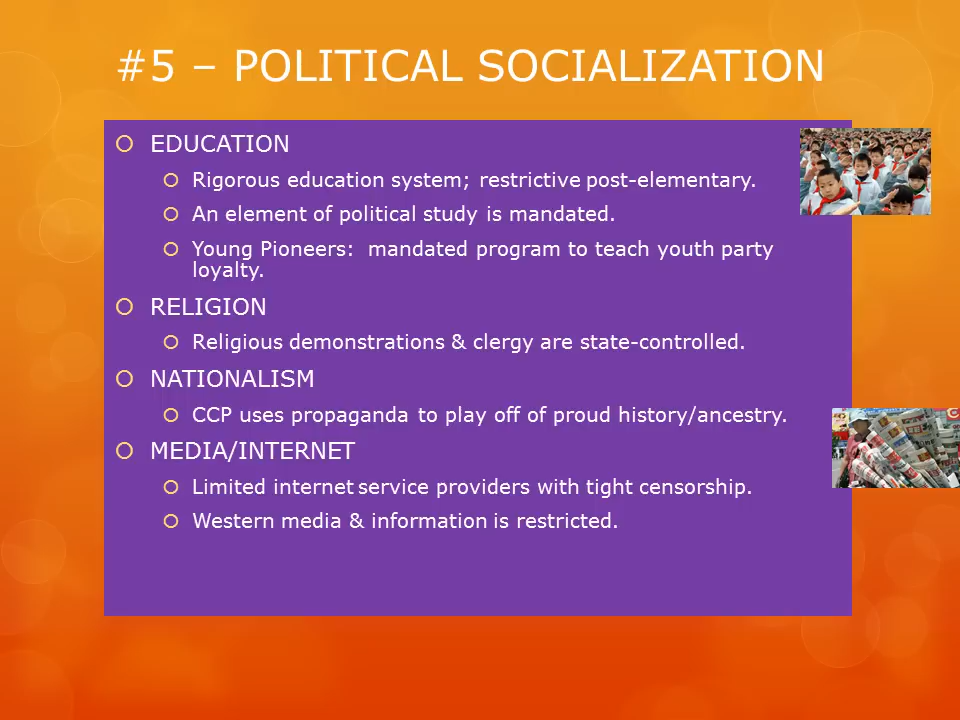 #5 – POLITICAL SOCIALIZATION
EDUCATION
Rigorous education system; restrictive post-elementary.
An element of political study is mandated.
Young Pioneers:  mandated program to teach youth party
loyalty.
RELIGION
Religious demonstrations & clergy are state-controlled.
NATIONALISM
CCP uses propaganda to play off of proud history/ancestry.
MEDIA/INTERNET
Limited internet service providers with tight censorship.
Western media & information is restricted.